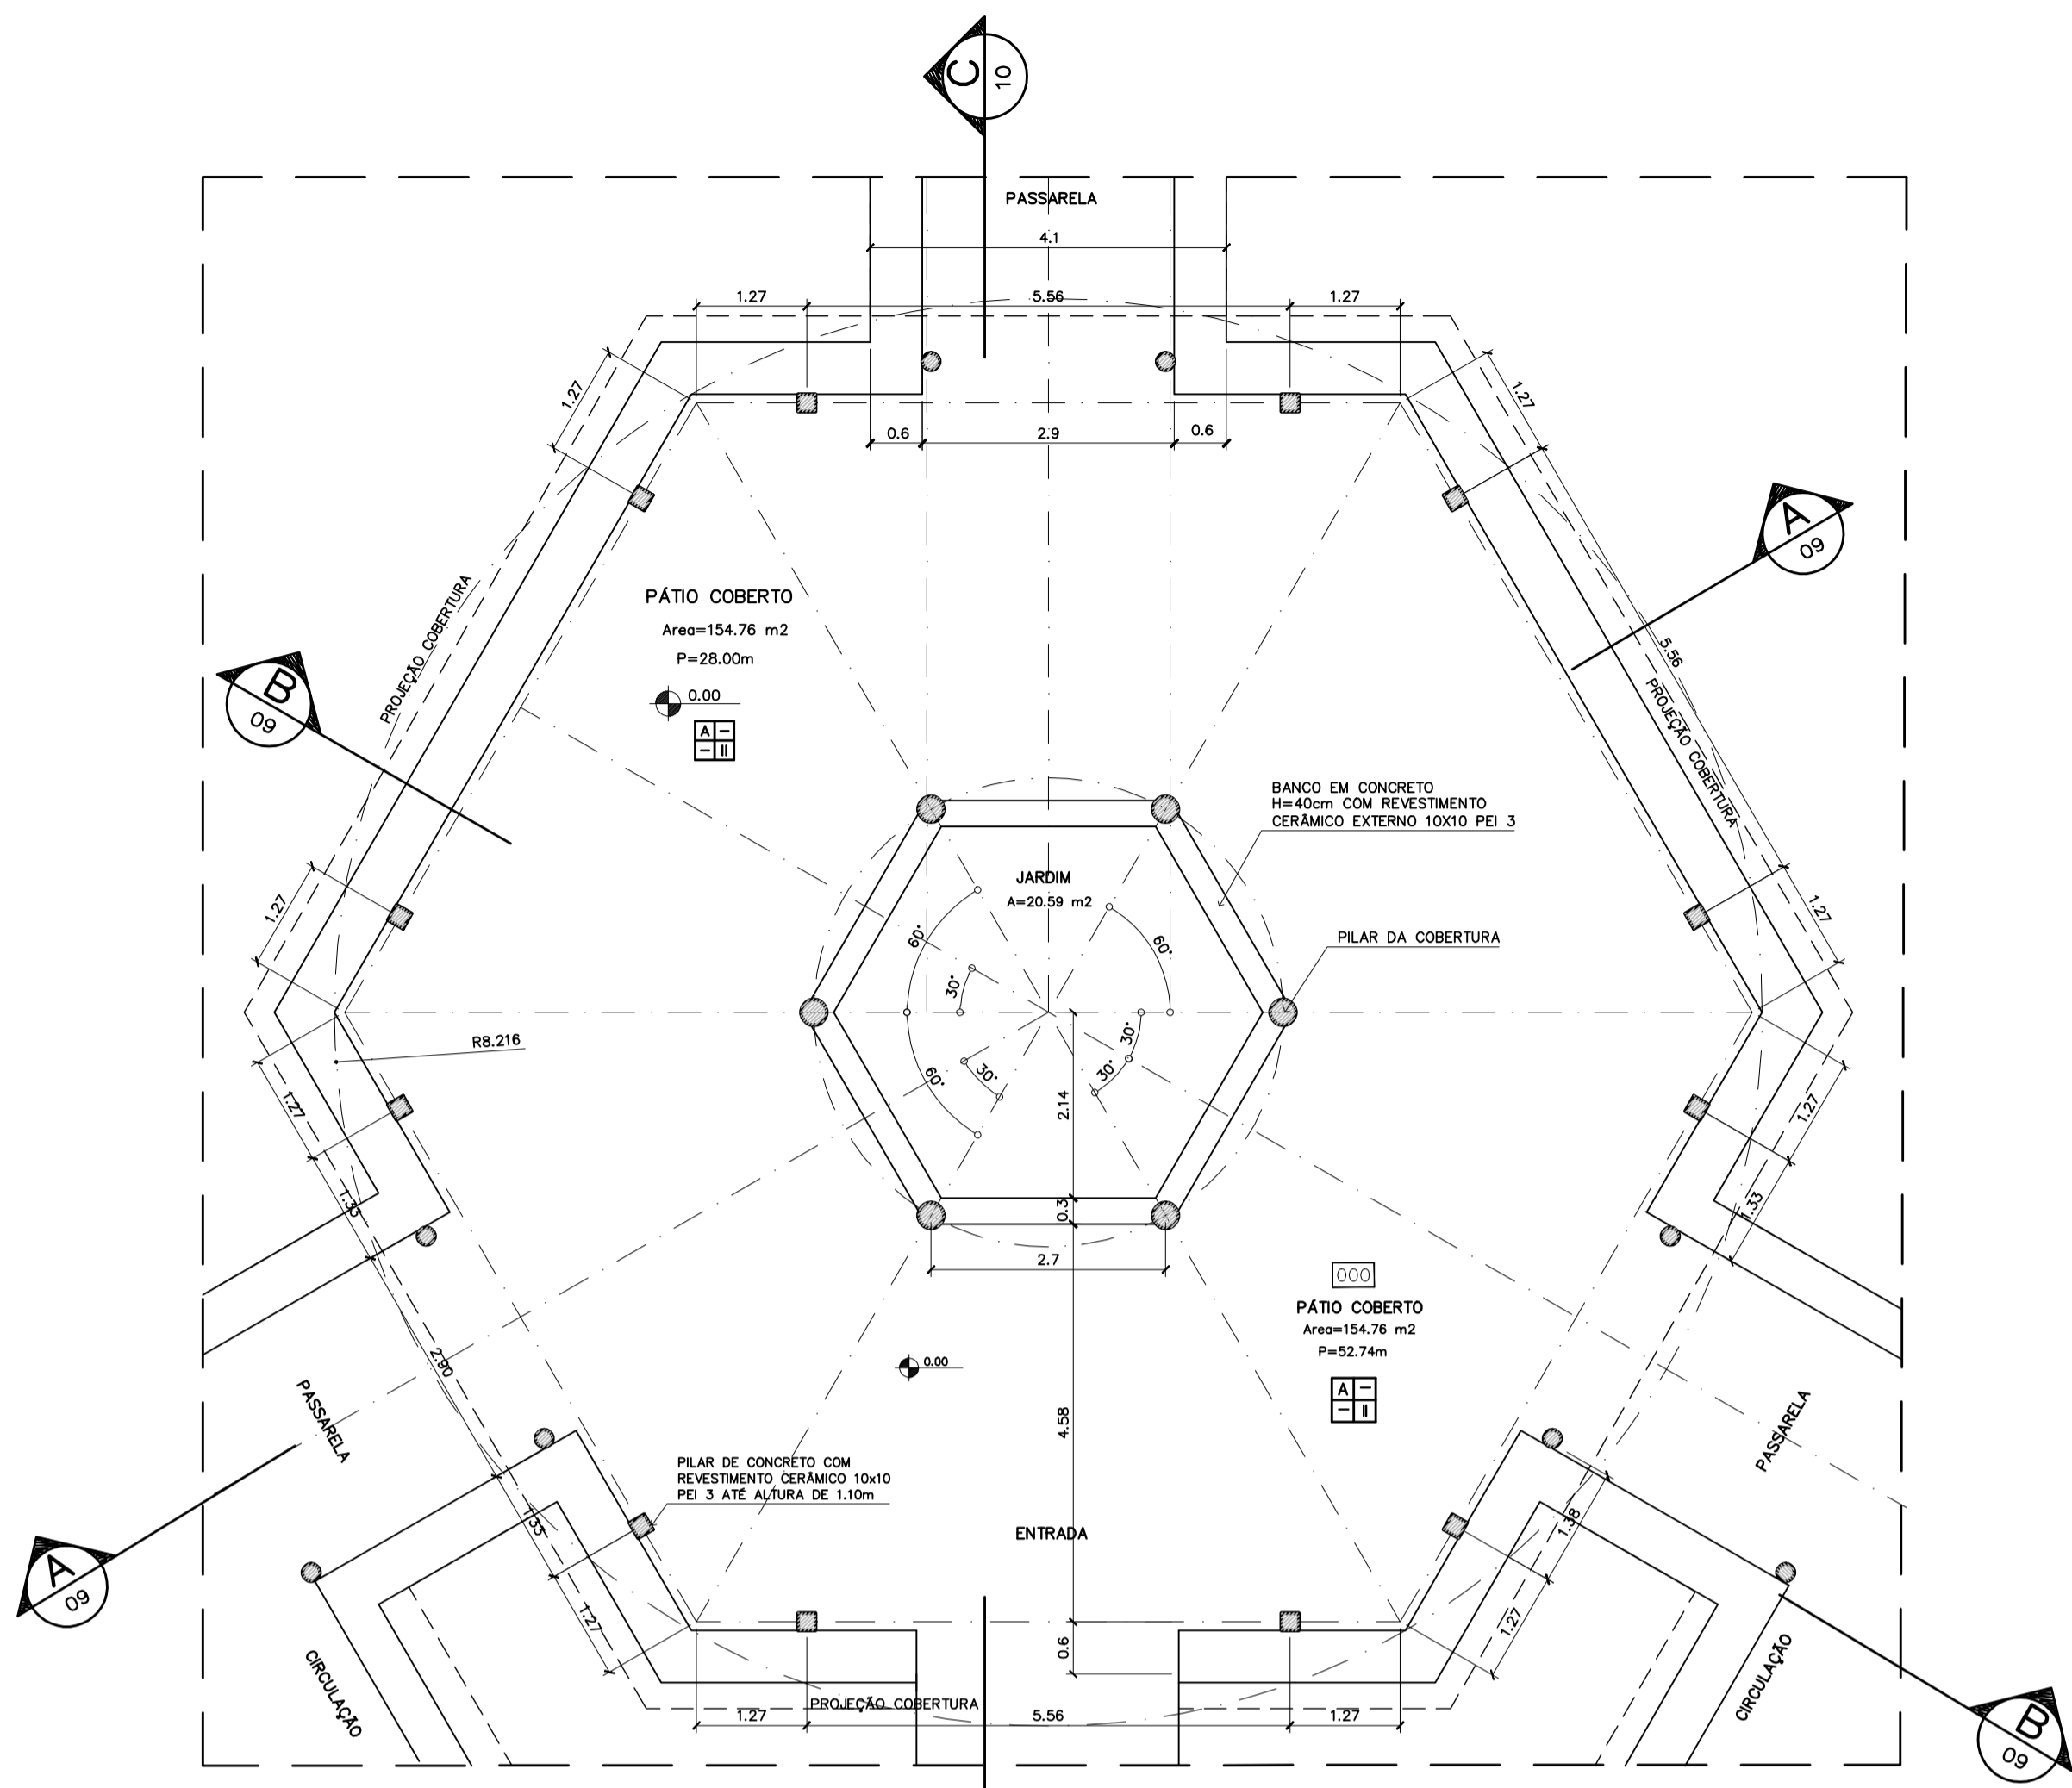 C
10
PASSARELA
4.1
1.27
5.56
1.27
1.27
1.27
0.6
2.9
0.6
A
09
PÁTIO COBERTO
Area=154.76 m2
P=28.00m
0.00
A –
– II
PROJEÇÃO COBERTURA
B
09
5.56
PROJEÇÃO COBERTURA
BANCO EM CONCRETO
H=40cm COM REVESTIMENTO
CERÂMICO EXTERNO 10X10 PEI 3
JARDIM
A=20.59 m2
1.27
1.27
60°
60°
30°
PILAR DA COBERTURA
R8.216
30°
60°
30°
30°
2.14
1.27
1.27
1.33
0.3
1.33
2.7
000
PÁTIO COBERTO
Area=154.76 m2
P=52.74m
A –
– II
2.90
0.00
4.58
PASSARELA
PASSARELA
PILAR DE CONCRETO COM
REVESTIMENTO CERÂMICO 10x10
PEI 3 ATÉ ALTURA DE 1.10m
1.33
1.38
ENTRADA
A
09
1.27
1.27
0.6
CIRCULAÇÃO
CIRCULAÇÃO
PROJEÇÃO COBERTURA
1.27
5.56
1.27
B
09